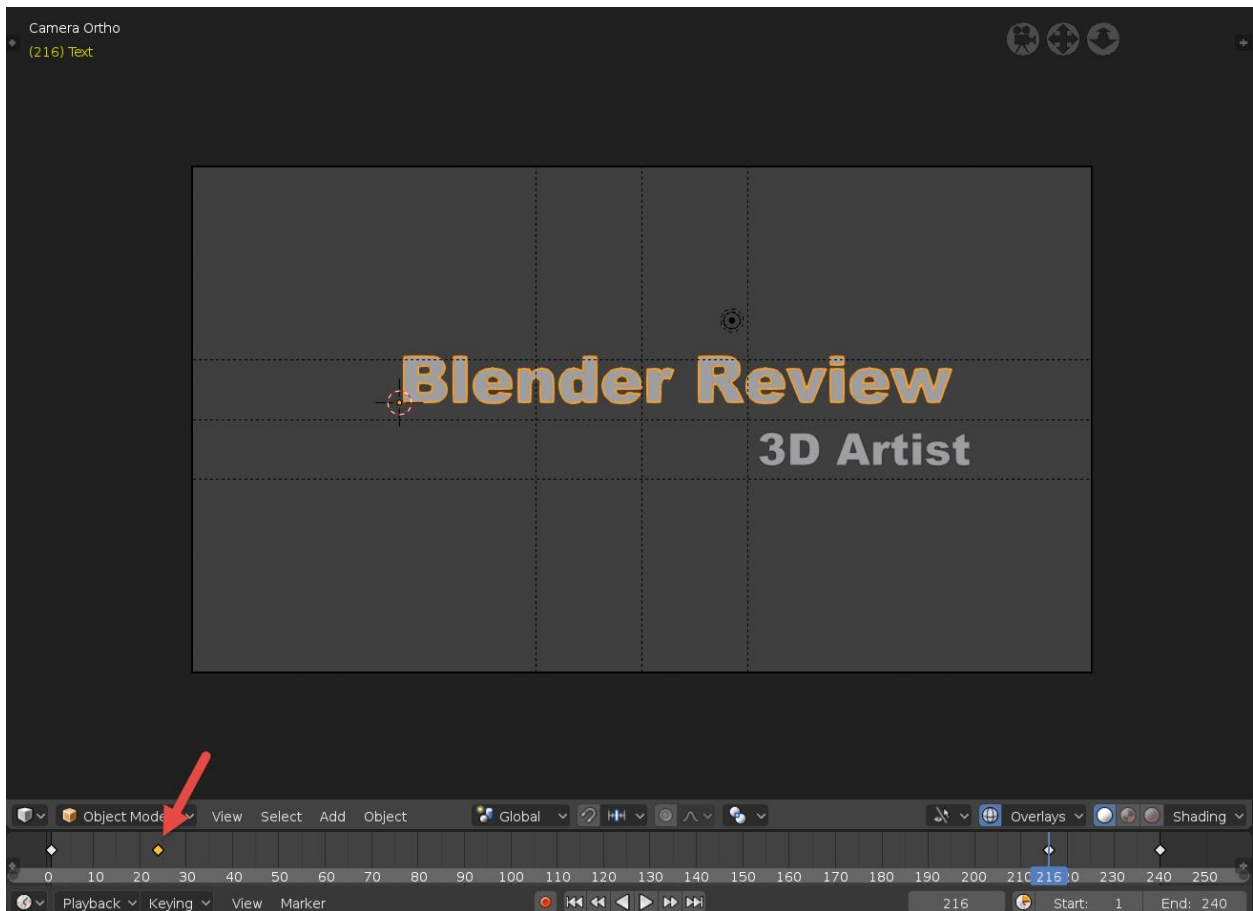 Camera Ortho
(216) Text
Blender Review
3D Artist
Object Mode View Select Add Object Global Overlays Shading
0 10 20 30 40 50 60 70 80 90 100 110 120 130 140 150 160 170 180 190 200 210 216 230 240 250
Playback Keying View Marker 216 Start: 1 End: 240